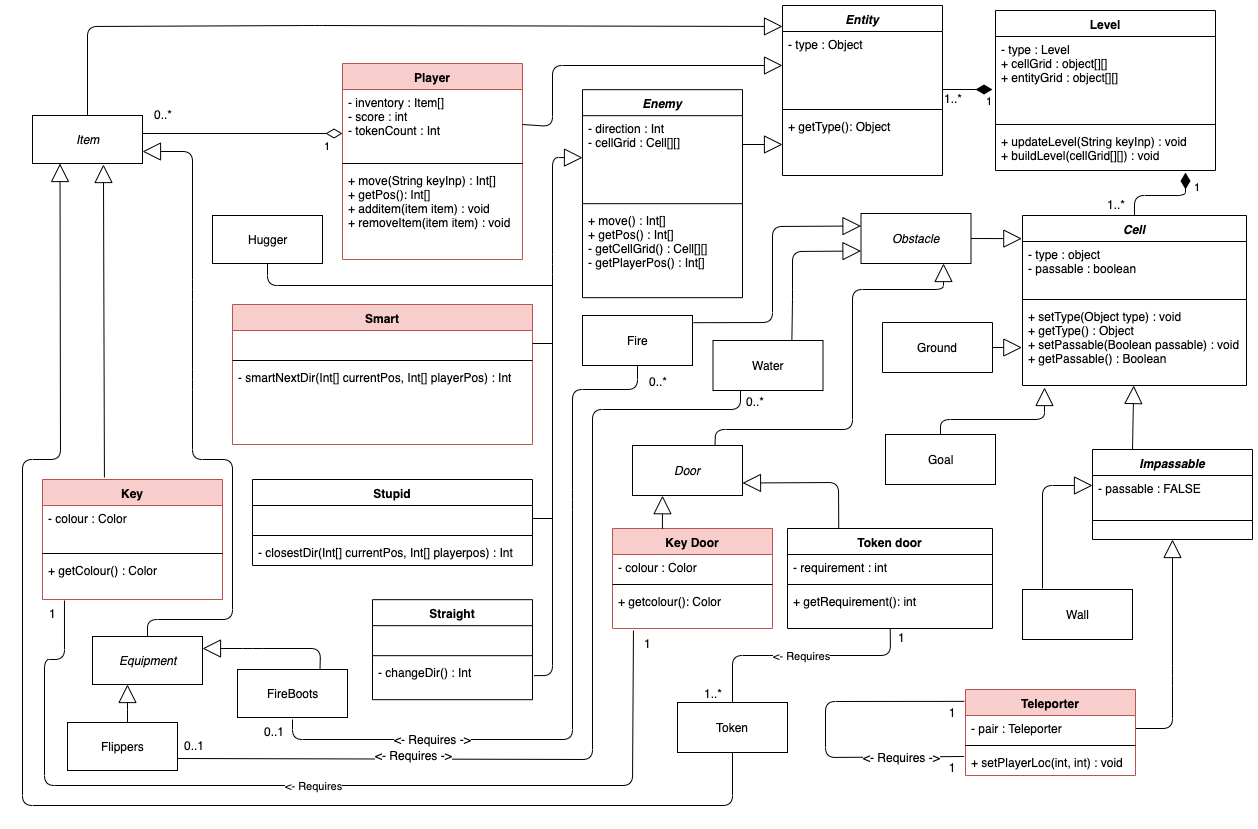 Entity
- type : Object
+ getType(): Object
Level
- type : Level
+ cellGrid : object[][]
+ entityGrid : object[][]
+ updateLevel(String keyInp) : void
+ buildLevel(cellGrid[][]) : void
1..*
1
1
1..*
Player
- inventory : Item[]
- score : int
- tokenCount : Int
+ move(String keyInp) : Int[]
+ getPos(): Int[]
+ additem(item item) : void
+ removeItem(item item) : void
0..*
1
Item
Enemy
- direction : Int
- cellGrid : Cell[][]
+ move() : Int[]
+ getPos() : Int[]
- getCellGrid() : Cell[][]
- getPlayerPos() : Int[]
Hugger
Obstacle
Cell
- type : object
- passable : boolean
+ setType(Object type) : void
+ getType() : Object
+ setPassable(Boolean passable) : void
+ getPassable() : Boolean
Smart
- smartNextDir(Int[] currentPos, Int[] playerPos) : Int
Fire
0..*
Water
0..*
Ground
Goal
Door
Impassable
- passable : FALSE
Key
- colour : Color
+ getColour() : Color
1
Stupid
- closestDir(Int[] currentPos, Int[] playerpos) : Int
Key Door
- colour : Color
+ getcolour(): Color
1
Token door
- requirement : int
+ getRequirement(): int
1
Straight
- changeDir() : Int
Wall
Equipment
FireBoots
0..1
Flippers
0..1
<- Requires
1..*
Token
Teleporter
- pair : Teleporter
+ setPlayerLoc(int, int) : void
1
<- Requires ->
1
<- Requires ->
<- Requires ->
<- Requires